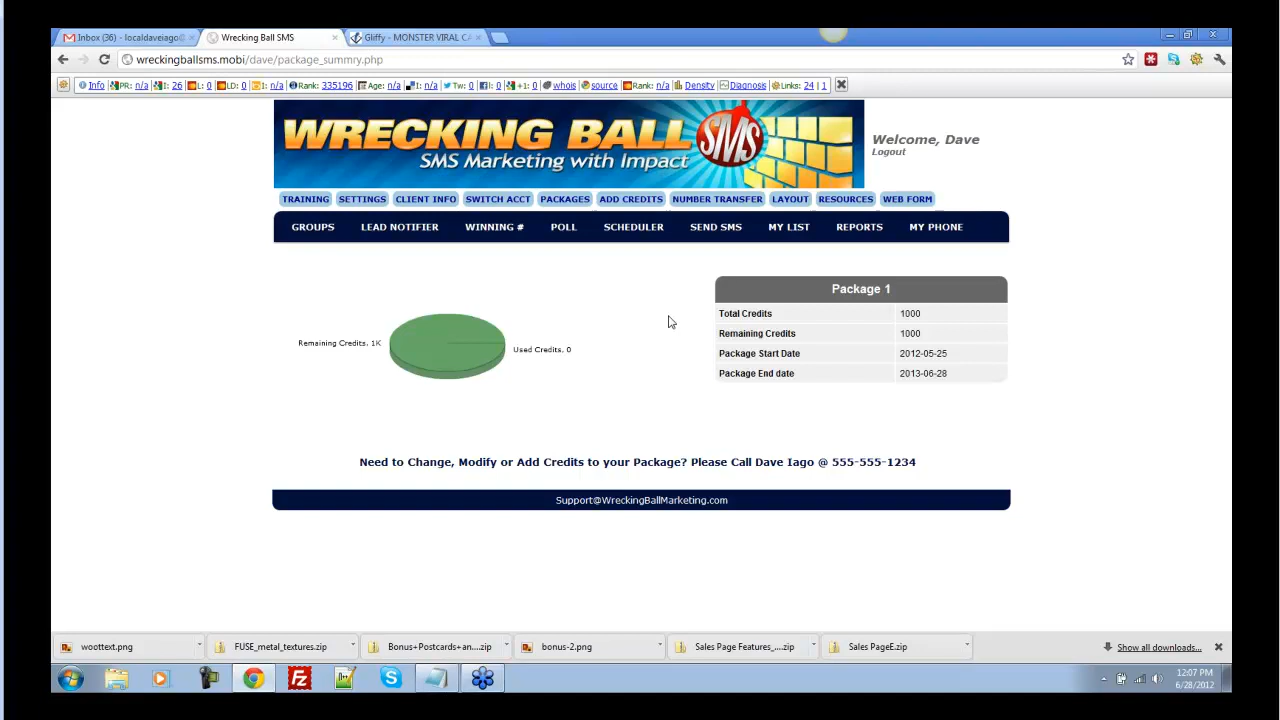 Inbox (36) - localdaveiago@
Wrecking Ball SMS
Gliffy - MONSTER VIRAL CA
wreckingballsms.mobi/dave/package_summry.php
Info PR: n/a I: 26 L: 0 LD: 0 I: n/a Rank: 335196 Age: n/a I: n/a Tw: 0 l: 0 +1: 0 whois source Rank: n/a Density Diagnosis Links: 24 | 1
WRECKING BALL SMS
SMS Marketing with Impact
Welcome, Dave
Logout
TRAINING SETTINGS CLIENT INFO SWITCH ACCT PACKAGES ADD CREDITS NUMBER TRANSFER LAYOUT RESOURCES WEB FORM
GROUPS LEAD NOTIFIER WINNING # POLL SCHEDULER SEND SMS MY LIST REPORTS MY PHONE
Package 1
Total Credits 1000
Remaining Credits 1000
Package Start Date 2012-05-25
Package End date 2013-06-28
Remaining Credits, 1K
Used Credits, 0
Need to Change, Modify or Add Credits to your Package? Please Call Dave Iago @ 555-555-1234
Support@WreckingBallMarketing.com
woottext.png
FUSE_metal_textures.zip
Bonus+Postcards+an....zip
bonus-2.png
Sales Page Features_....zip
Sales PageE.zip
Show all downloads...
12:07 PM
6/28/2012